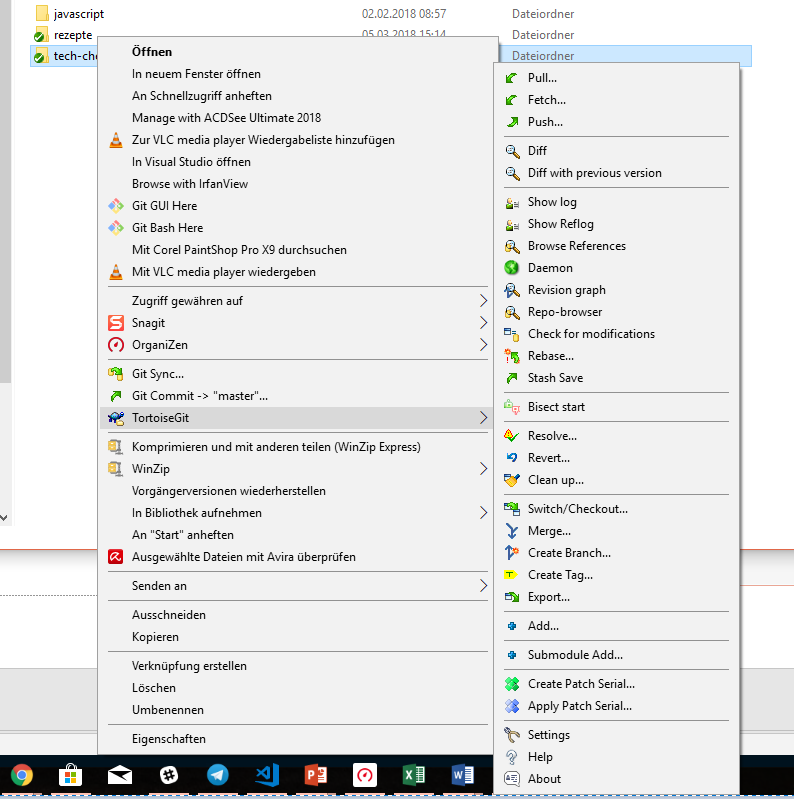 javascript 02.02.2018 08:57 Dateiordner
rezepte 05.03.2018 15:14 Dateiordner
Dateiordner
Öffnen
In neuem Fenster öffnen
An Schnellzugriff anheften
Manage with ACDSee Ultimate 2018
Zur VLC media player Wiedergabeliste hinzufügen
In Visual Studio öffnen
Browse with IrfanView
Git GUI Here
Git Bash Here
Mit Corel PaintShop Pro X9 durchsuchen
Mit VLC media player wiedergeben
Zugriff gewähren auf
Snagit
OrganiZen
Git Sync...
Git Commit -> "master"...
TortoiseGit
Komprimieren und mit anderen teilen (WinZip Express)
WinZip
Vorgängerversionen wiederherstellen
In Bibliothek aufnehmen
An "Start" anheften
Ausgewählte Dateien mit Avira überprüfen
Senden an
Ausschneiden
Kopieren
Verknüpfung erstellen
Löschen
Umbenennen
Eigenschaften
Pull...
Fetch...
Push...
Diff
Diff with previous version
Show log
Show Reflog
Browse References
Daemon
Revision graph
Repo-browser
Check for modifications
Rebase...
Stash Save
Bisect start
Resolve...
Revert...
Clean up...
Switch/Checkout...
Merge...
Create Branch...
Create Tag...
Export...
Add...
Submodule Add...
Create Patch Serial...
Apply Patch Serial...
Settings
Help
About